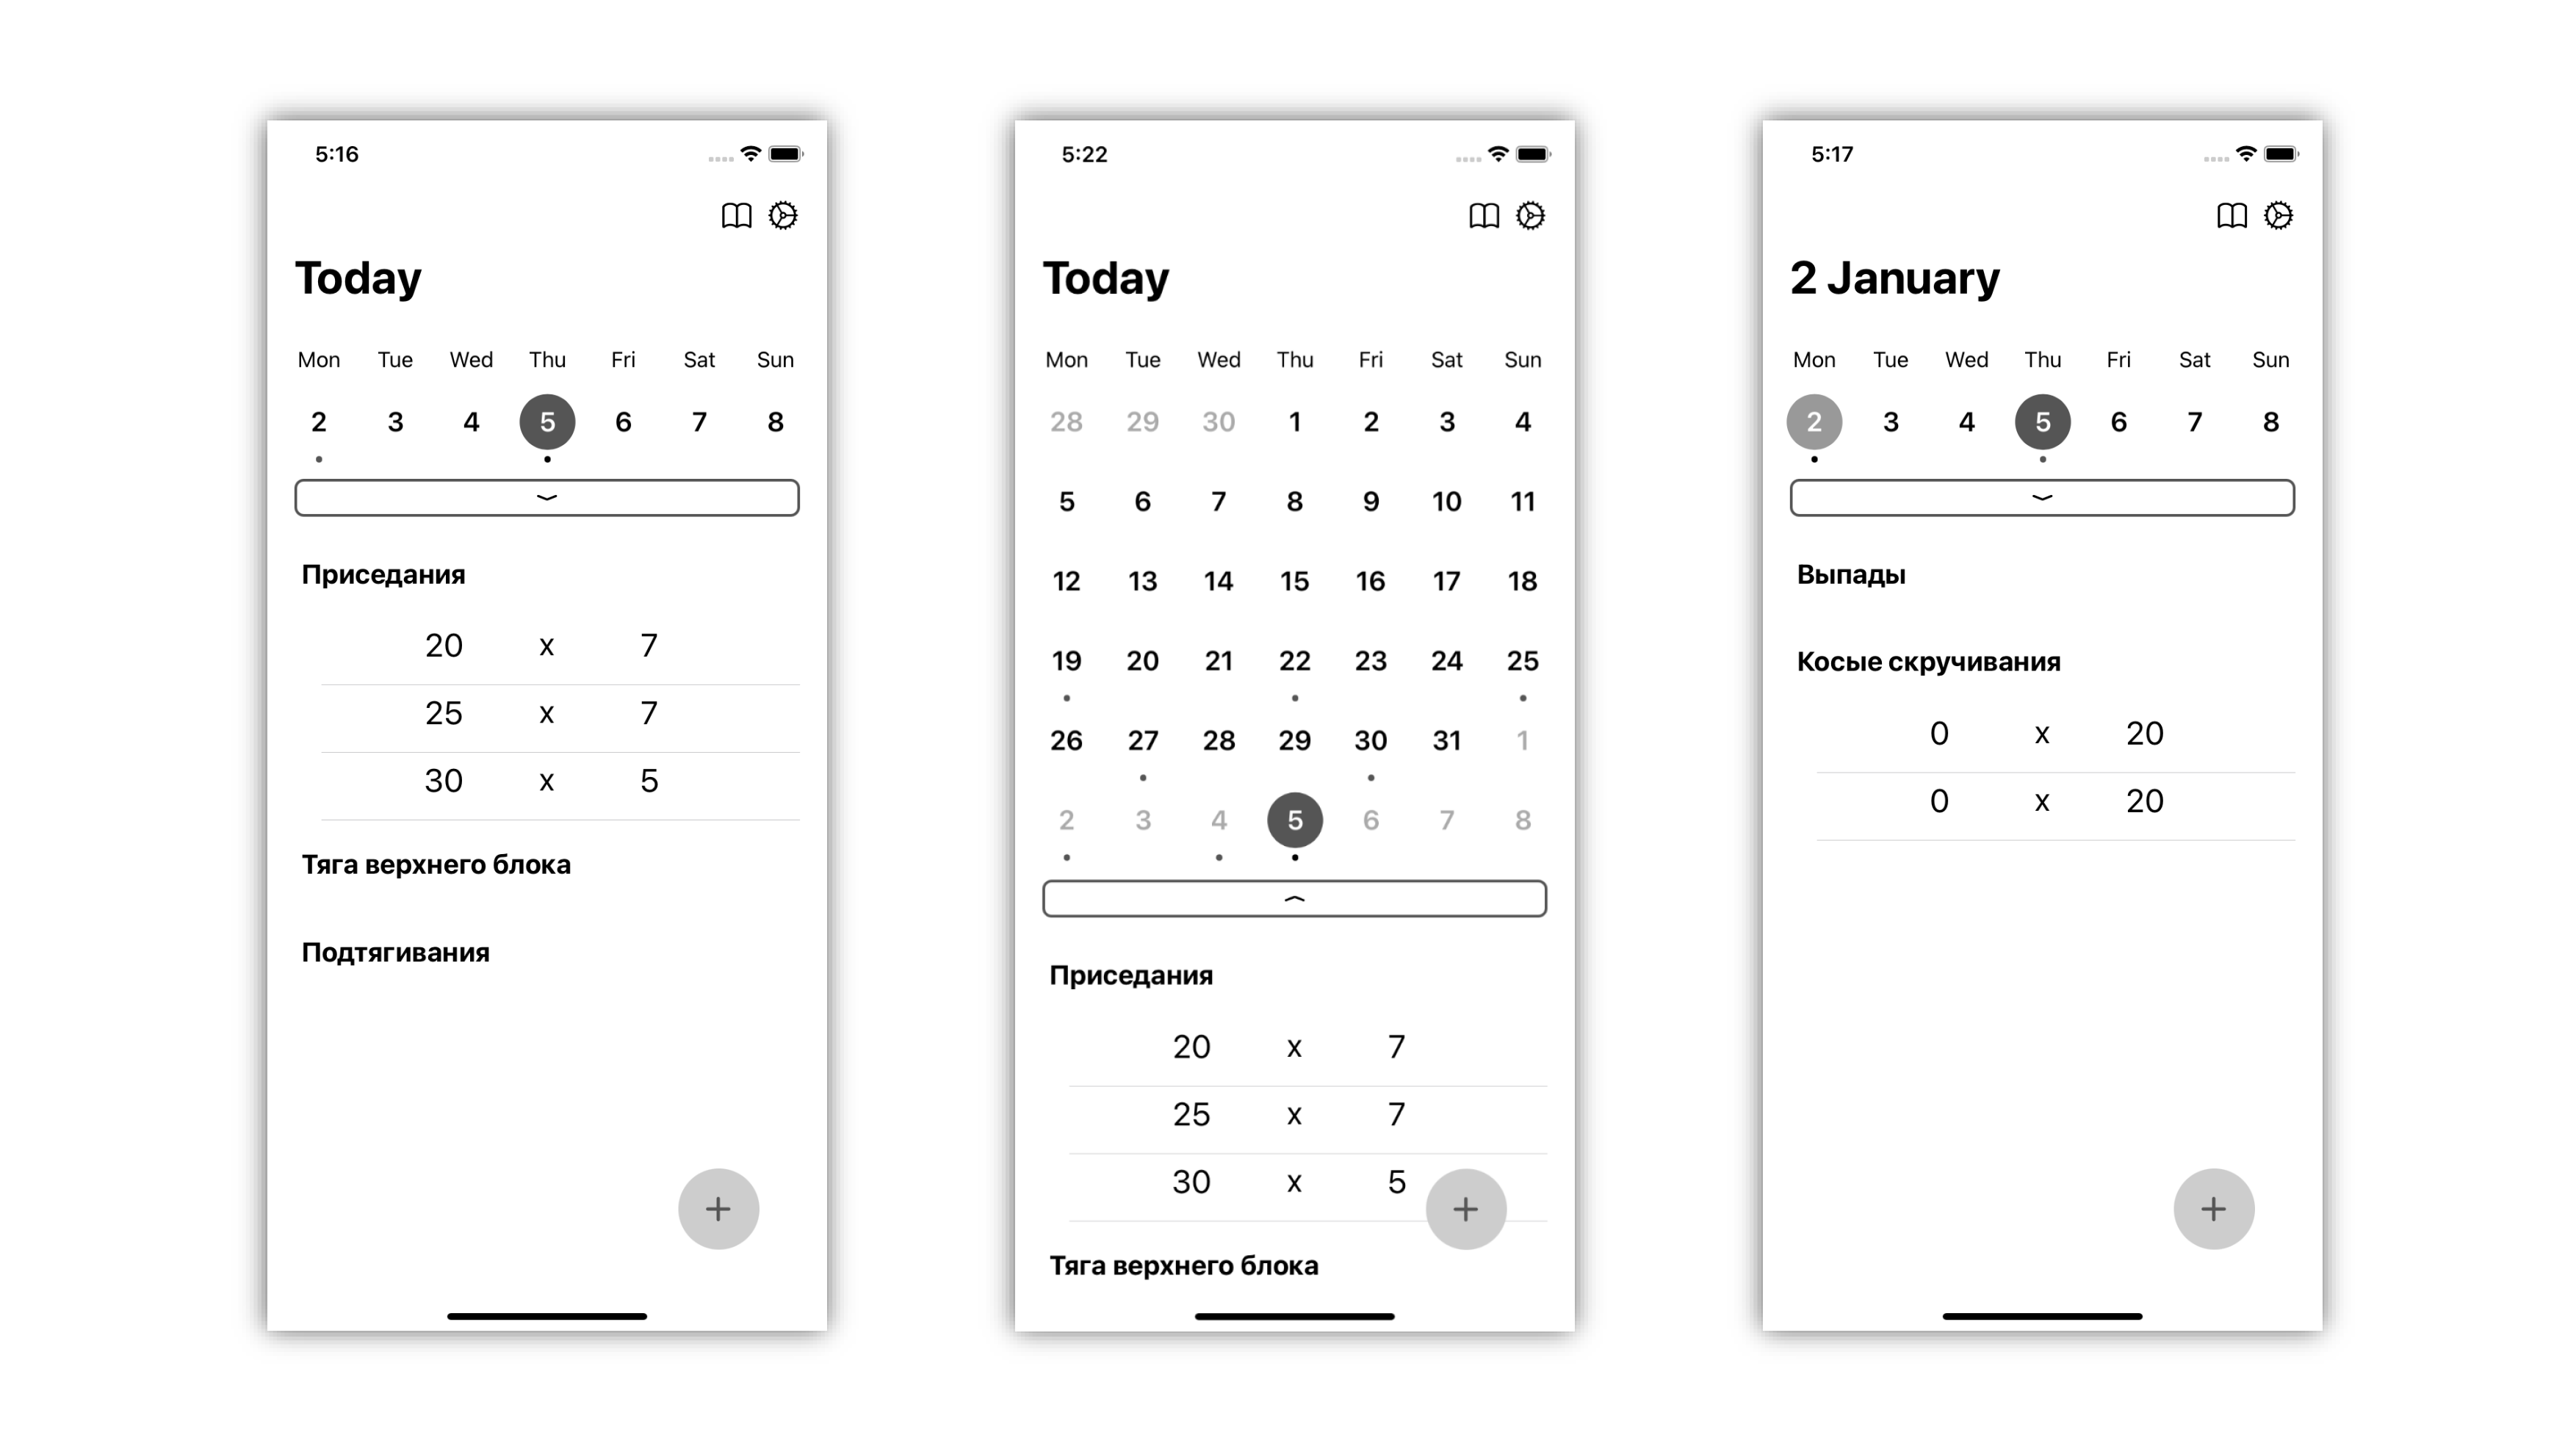 5:16
Today
Mon Tue Wed Thu Fri Sat Sun
2 3 4 5 6 7 8
Приседания
20 x 7
25 x 7
30 x 5
Тяга верхнего блока
Подтягивания
+
5:22
Today
Mon Tue Wed Thu Fri Sat Sun
28 29 30 1 2 3 4
5 6 7 8 9 10 11
12 13 14 15 16 17 18
19 20 21 22 23 24 25
26 27 28 29 30 31 1
2 3 4 5 6 7 8
Приседания
20 x 7
25 x 7
30 x 5
+
Тяга верхнего блока
5:17
2 January
Mon Tue Wed Thu Fri Sat Sun
2 3 4 5 6 7 8
Выпады
Косые скручивания
0 x 20
0 x 20
+